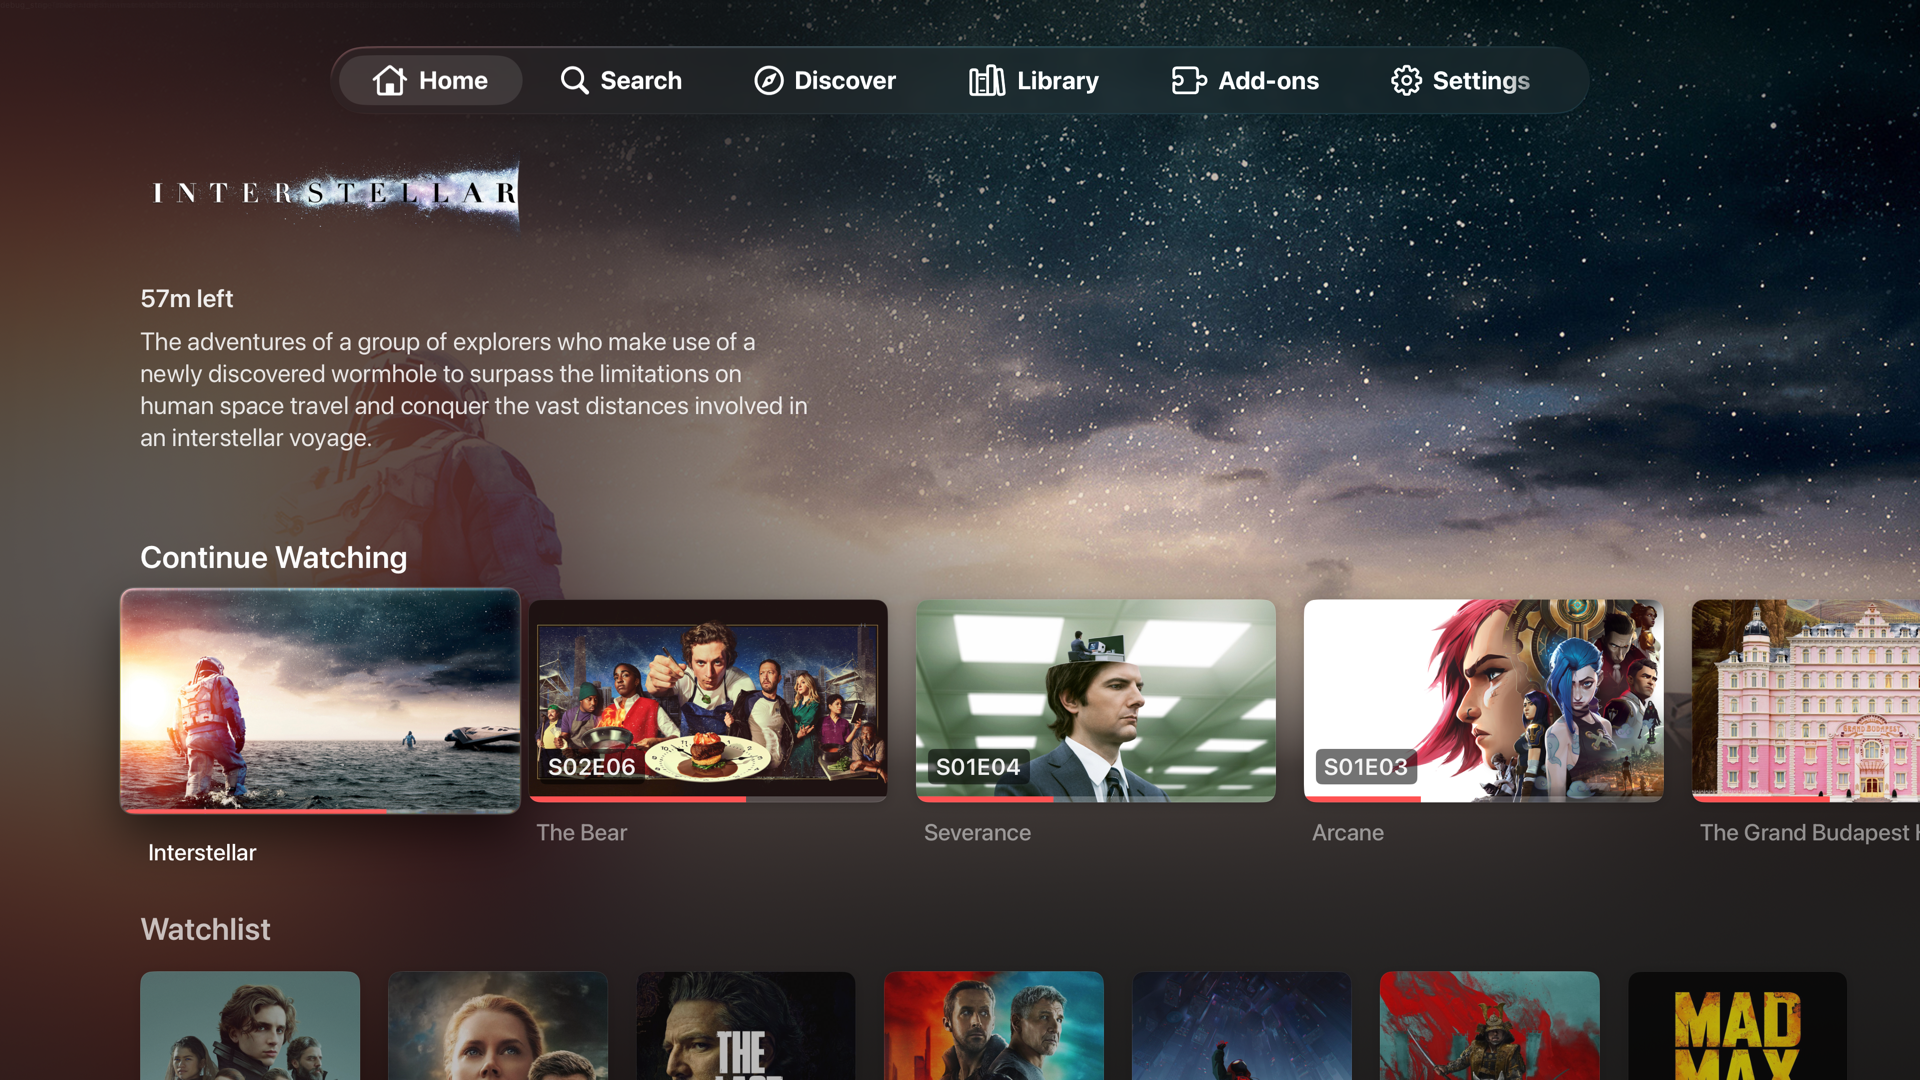 Home
Search
Discover
Library
Add-ons
Settings
INTERSTELLAR
57m left
The adventures of a group of explorers who make use of a
newly discovered wormhole to surpass the limitations on
human space travel and conquer the vast distances involved in
an interstellar voyage.
Continue Watching
S02E06
S01E04
S01E03
GRAND BUDAPEST
Interstellar
The Bear
Severance
Arcane
The Grand Budapest
Watchlist
THE
LAST
MAD
MAX